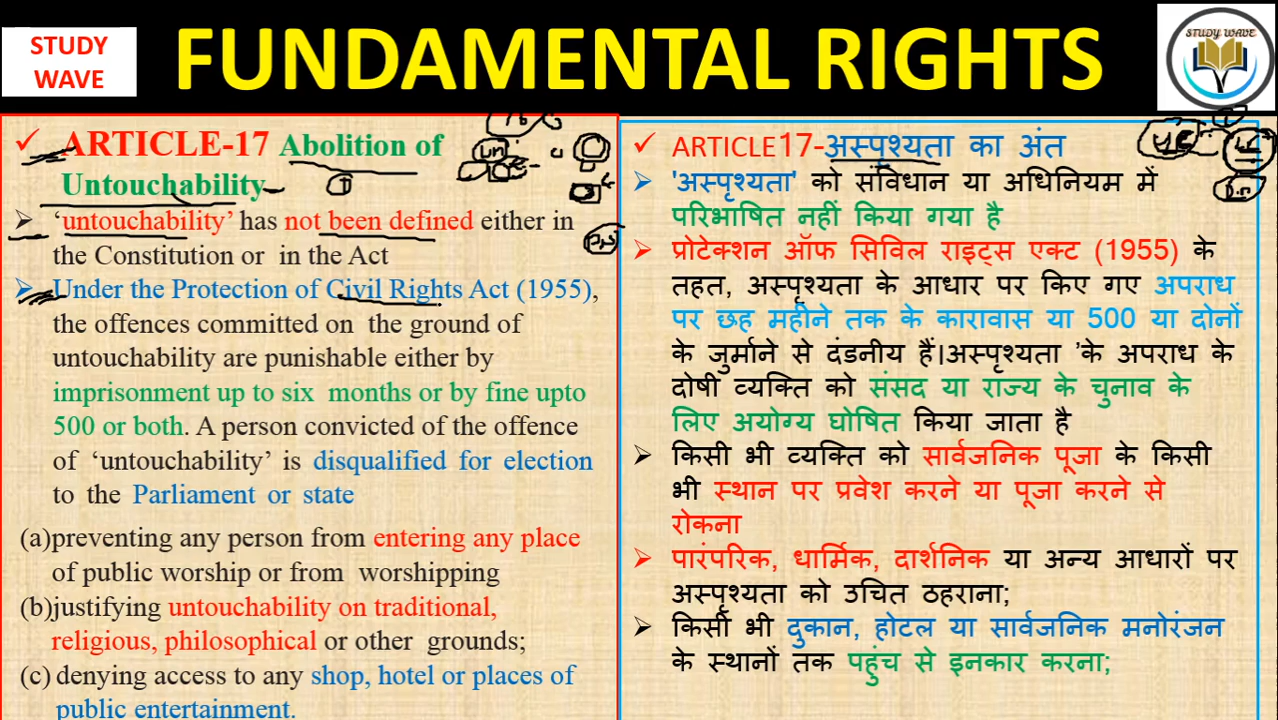 STUDY
WAVE
FUNDAMENTAL RIGHTS
STUDY WAVE
ARTICLE-17 Abolition of
Untouchability
‘untouchability’ has not been defined either in
the Constitution or in the Act
Under the Protection of Civil Rights Act (1955),
the offences committed on the ground of
untouchability are punishable either by
imprisonment up to six months or by fine upto
500 or both. A person convicted of the offence
of ‘untouchability’ is disqualified for election
to the Parliament or state
(a)preventing any person from entering any place
of public worship or from worshipping
(b)justifying untouchability on traditional,
religious, philosophical or other grounds;
(c) denying access to any shop, hotel or places of
public entertainment.
ARTICLE17-अस्पृश्यता का अंत
'अस्पृश्यता' को संविधान या अधिनियम में
परिभाषित नहीं किया गया है
प्रोटेक्शन ऑफ सिविल राइट्स एक्ट (1955) के
तहत, अस्पृश्यता के आधार पर किए गए अपराध
पर छह महीने तक के कारावास या 500 या दोनों
के जुर्माने से दंडनीय हैं।अस्पृश्यता ’के अपराध के
दोषी व्यक्ति को संसद या राज्य के चुनाव के
लिए अयोग्य घोषित किया जाता है
किसी भी व्यक्ति को सार्वजनिक पूजा के किसी
भी स्थान पर प्रवेश करने या पूजा करने से
रोकना
पारंपरिक, धार्मिक, दार्शनिक या अन्य आधारों पर
अस्पृश्यता को उचित ठहराना;
किसी भी दुकान, होटल या सार्वजनिक मनोरंजन
के स्थानों तक पहुंच से इनकार करना;